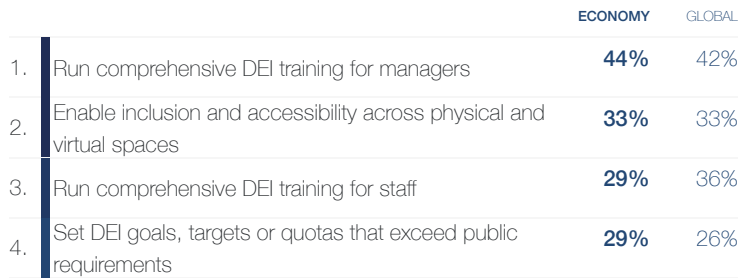 ECONOMY GLOBAL
1. Run comprehensive DEI training for managers 44% 42%
2. Enable inclusion and accessibility across physical and
virtual spaces 33% 33%
3. Run comprehensive DEI training for staff 29% 36%
4. Set DEI goals, targets or quotas that exceed public
requirements 29% 26%